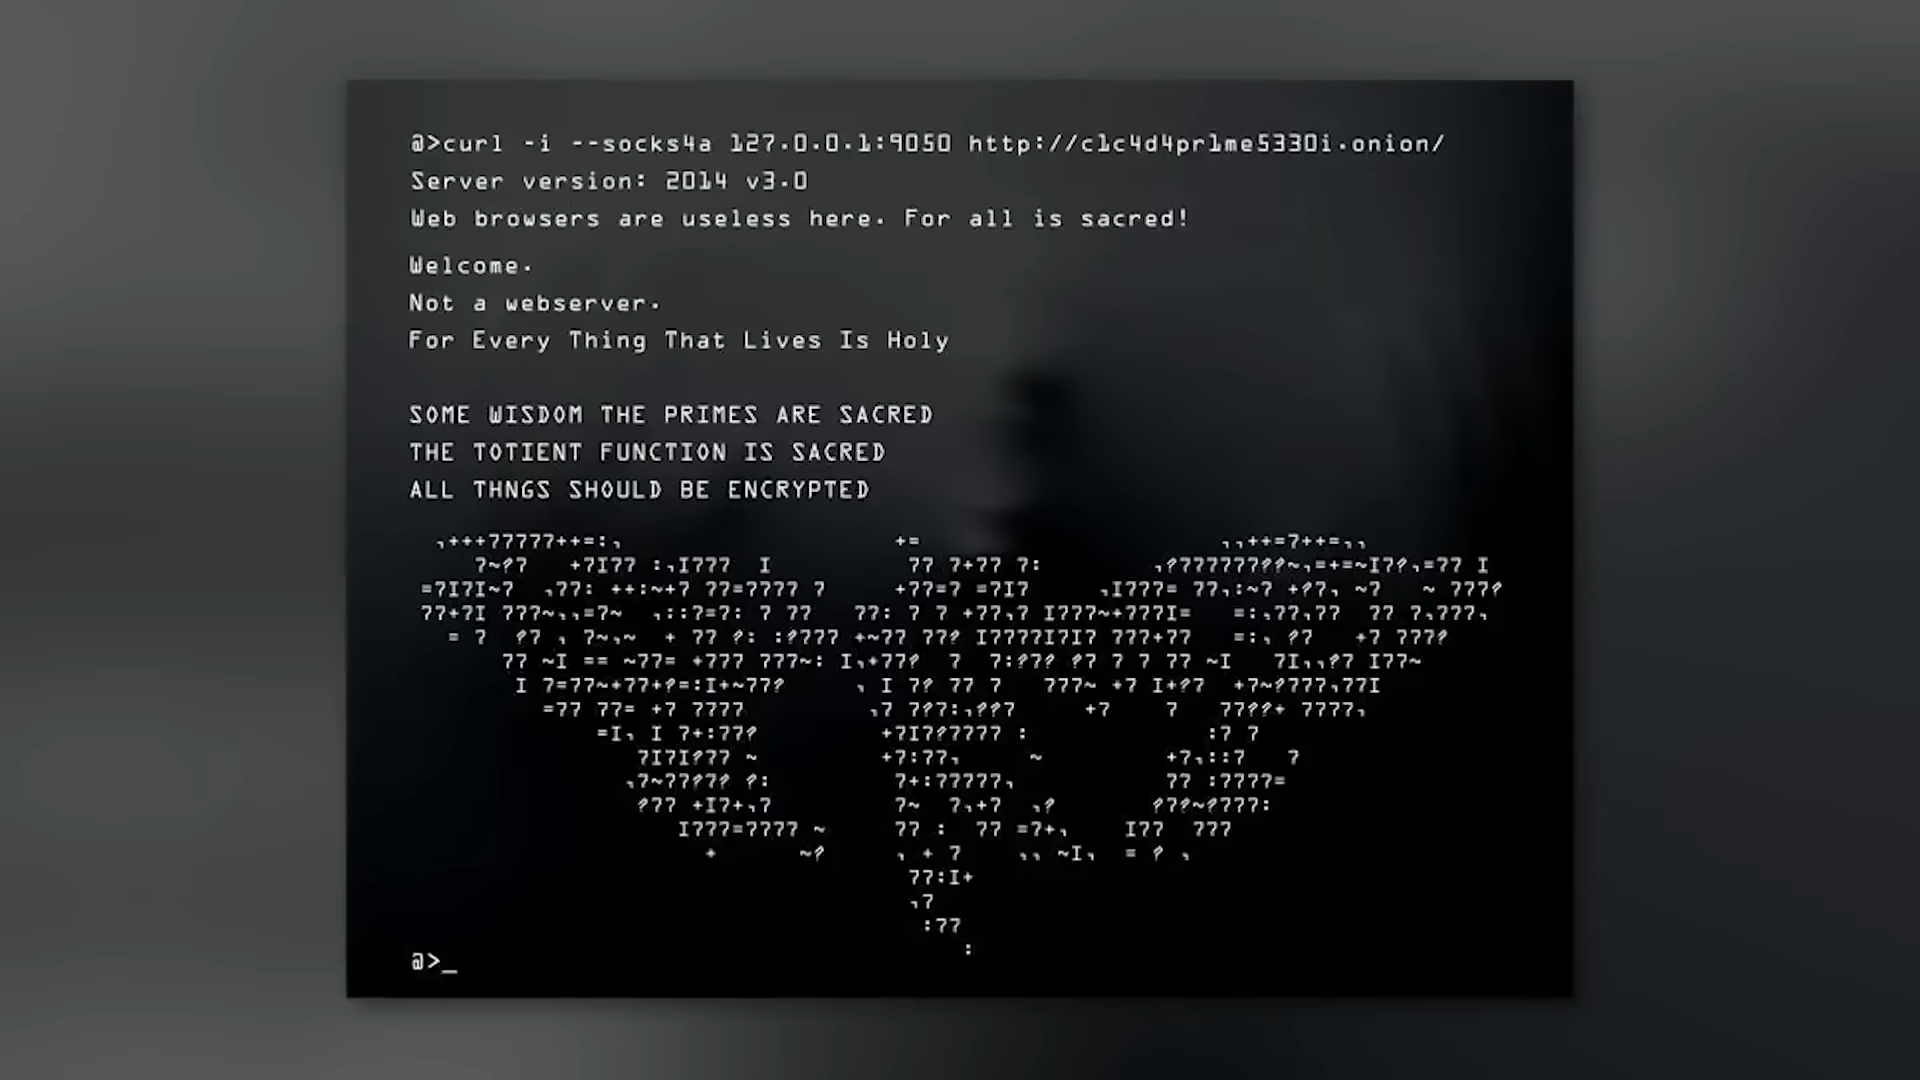 @>curl -i --socks4a 127.0.0.1:9050 http://c1c4d4pr1me5330i.onion/
Server version: 2014 v3.0
Web browsers are useless here. For all is sacred!
Welcome.
Not a webserver.
For Every Thing That Lives Is Holy
SOME WISDOM THE PRIMES ARE SACRED
THE TOTIENT FUNCTION IS SACRED
ALL THNGS SHOULD BE ENCRYPTED
@>_